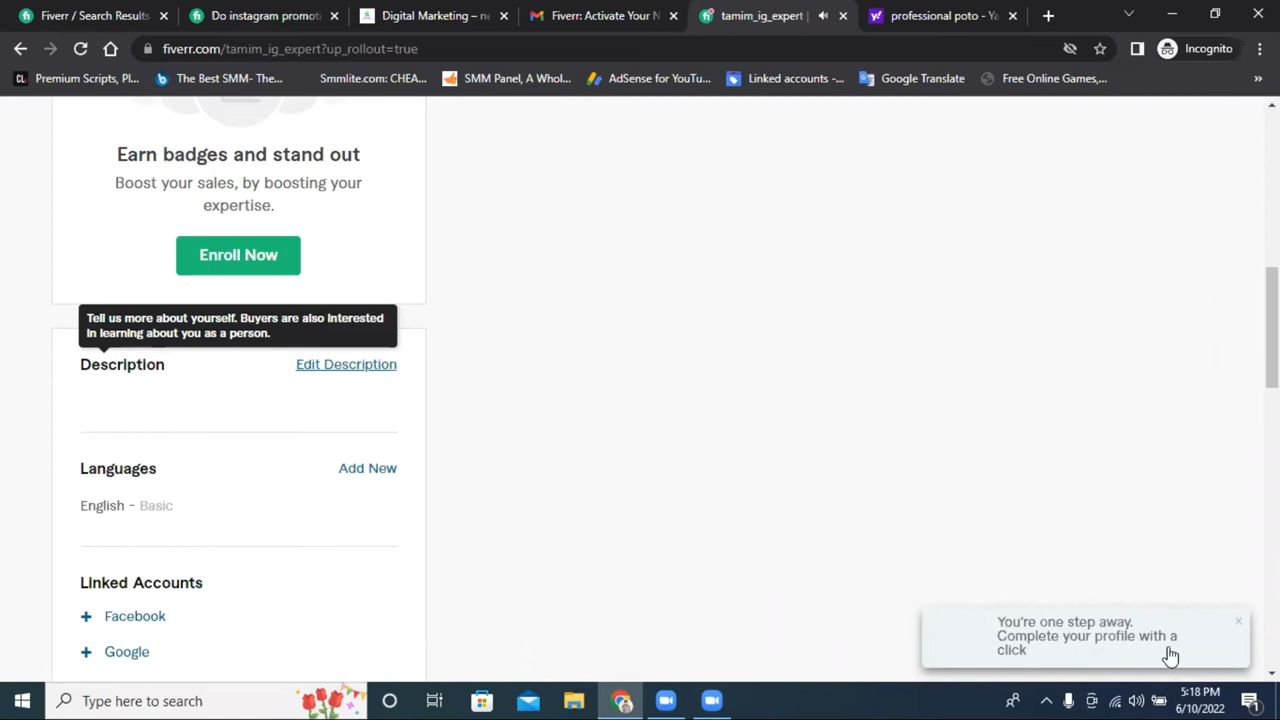 Fiverr / Search Results
Do instagram promoti
Digital Marketing – ne
Fiverr: Activate Your N
tamim_ig_expert
professional poto - Ya
fiverr.com/tamim_ig_expert?up_rollout=true
Incognito
CL Premium Scripts, Pl...
The Best SMM- The...
Smmlite.com: CHEA...
SMM Panel, A Whol...
AdSense for YouTu...
Linked accounts -...
Google Translate
Free Online Games,...
Earn badges and stand out
Boost your sales, by boosting your
expertise.
Enroll Now
Tell us more about yourself. Buyers are also interested
in learning about you as a person.
Description
Edit Description
Languages
Add New
English - Basic
Linked Accounts
+ Facebook
+ Google
You're one step away.
Complete your profile with a
click
Type here to search
5:18 PM
6/10/2022
1